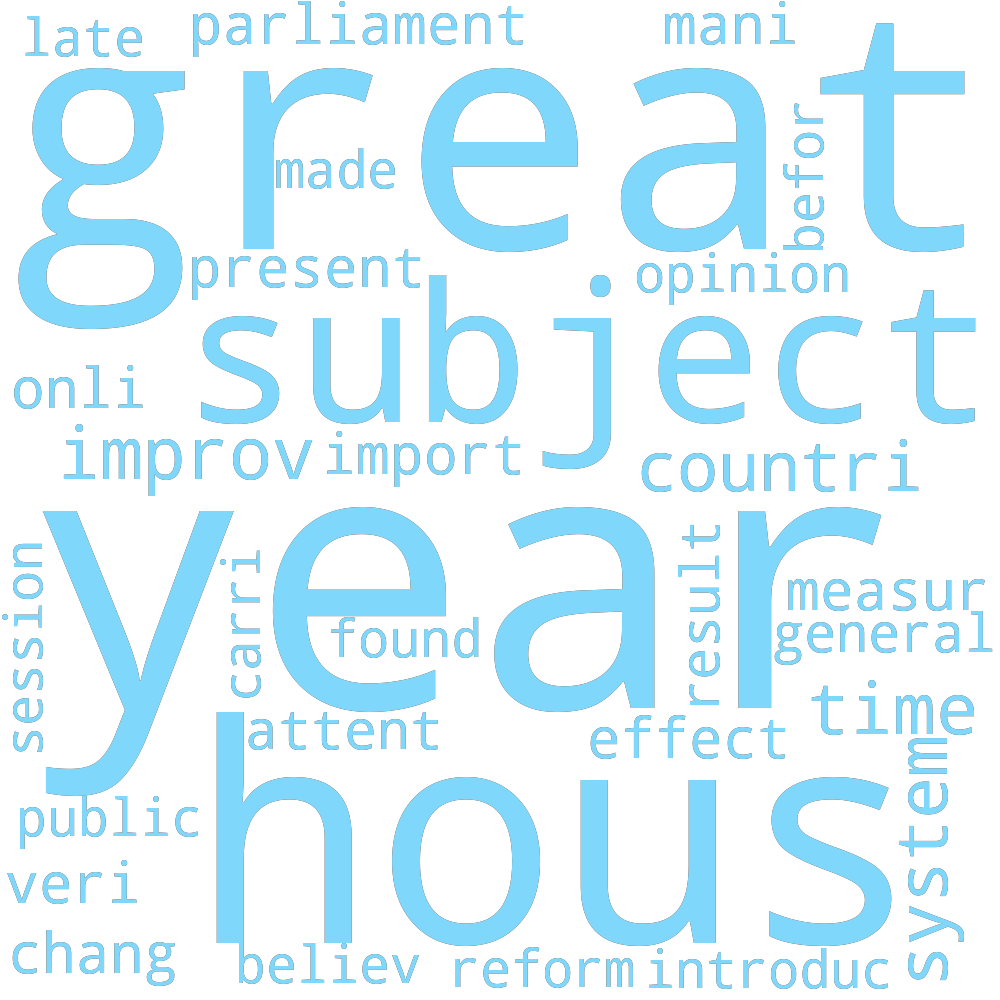 late
parliament
mani
great
made
befor
present
opinion
subject
onli
improv
import
countri
year
session
carri
result
measur
found
general
time
attent
effect
hous
system
public
veri
chang
believ
reform
introduc